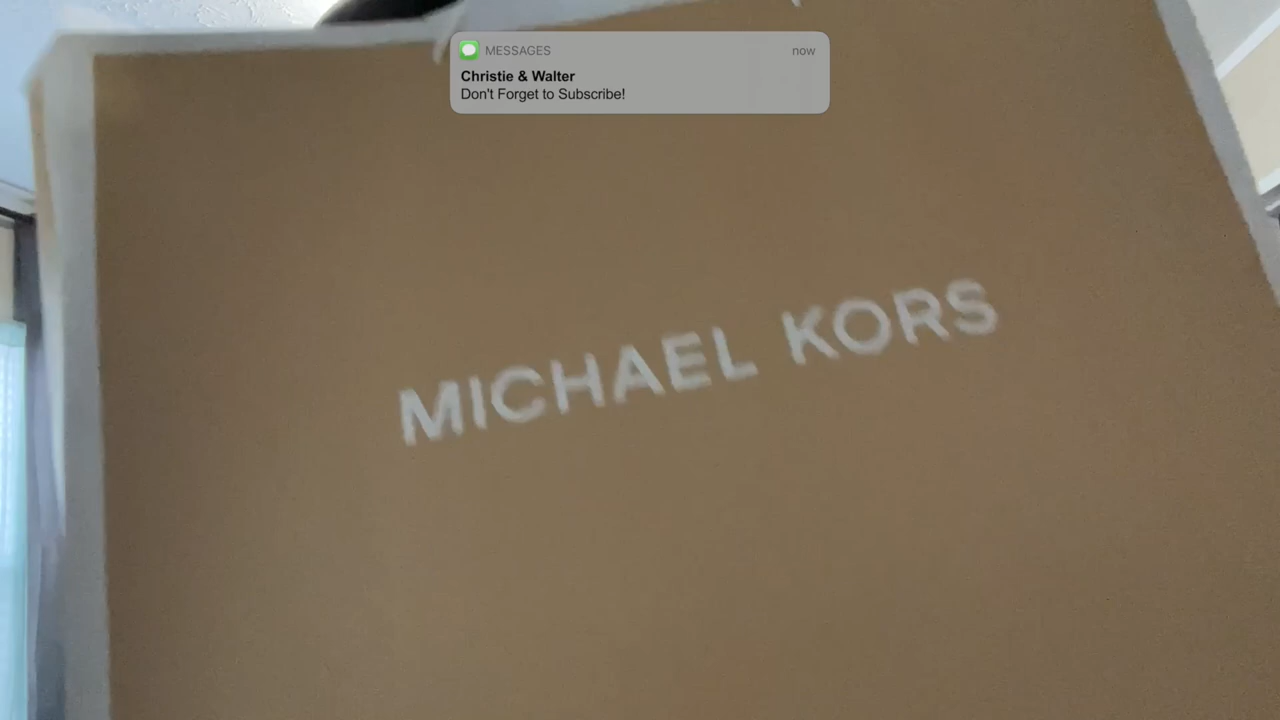 MESSAGES now
Christie & Walter
Don't Forget to Subscribe!
MICHAEL KORS